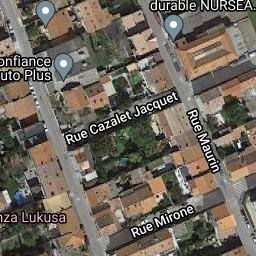 durable NURSEA.
onfiance
uto Plus
Rue Cazalet Jacquet
Rue Maurin
nza Lukusa
Rue Mirone